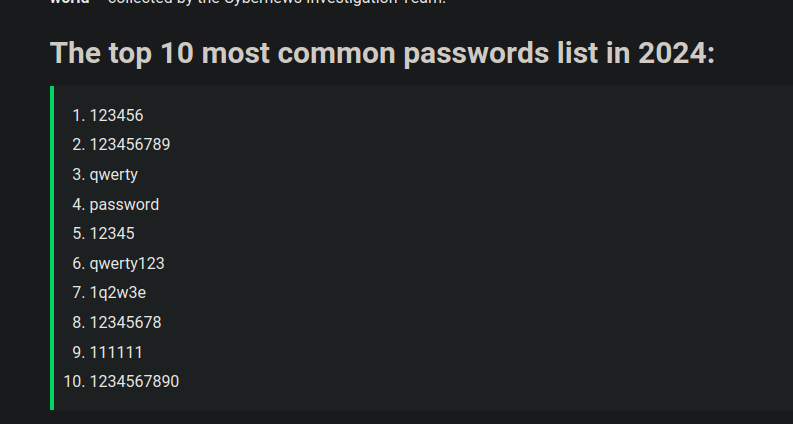 world – collected by the Cybernews Investigation Team.
The top 10 most common passwords list in 2024:
1. 123456
2. 123456789
3. qwerty
4. password
5. 12345
6. qwerty123
7. 1q2w3e
8. 12345678
9. 111111
10. 1234567890